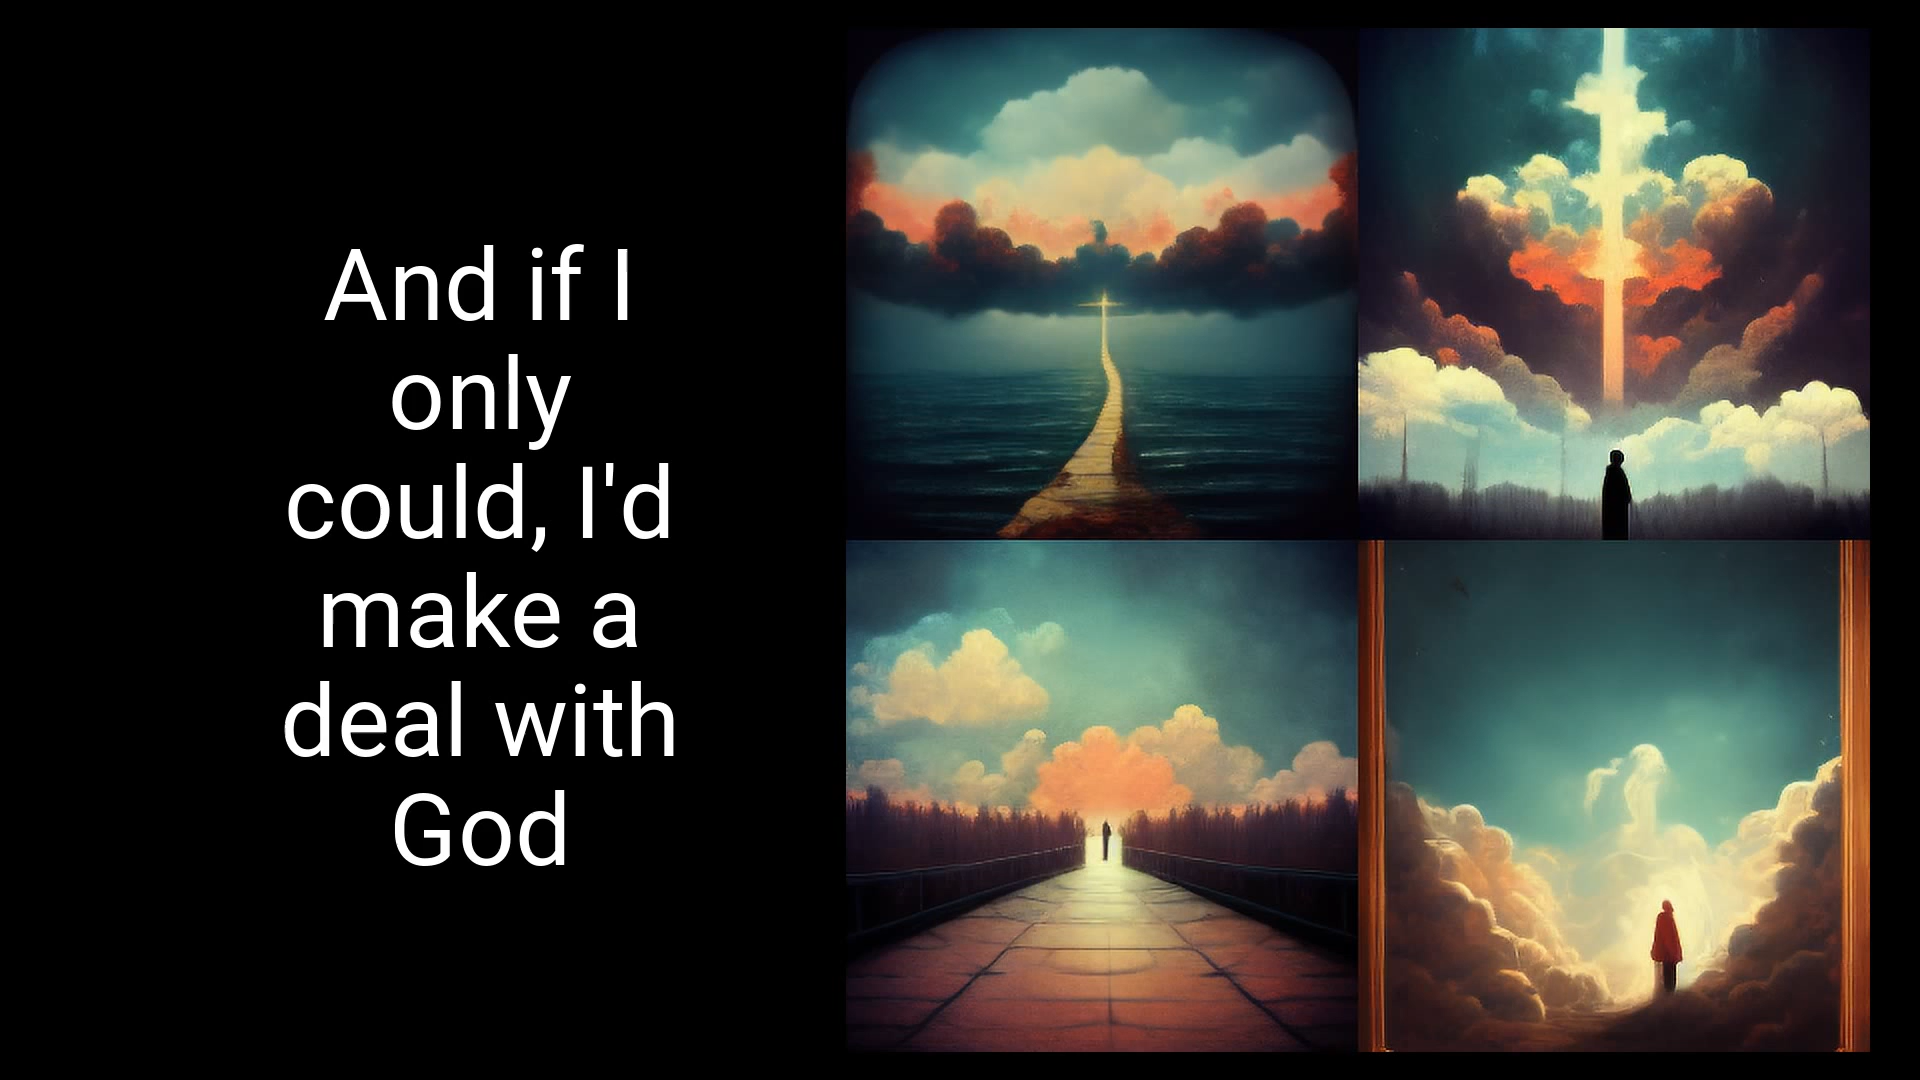 And if I
only
could, I'd
make a
deal with
God